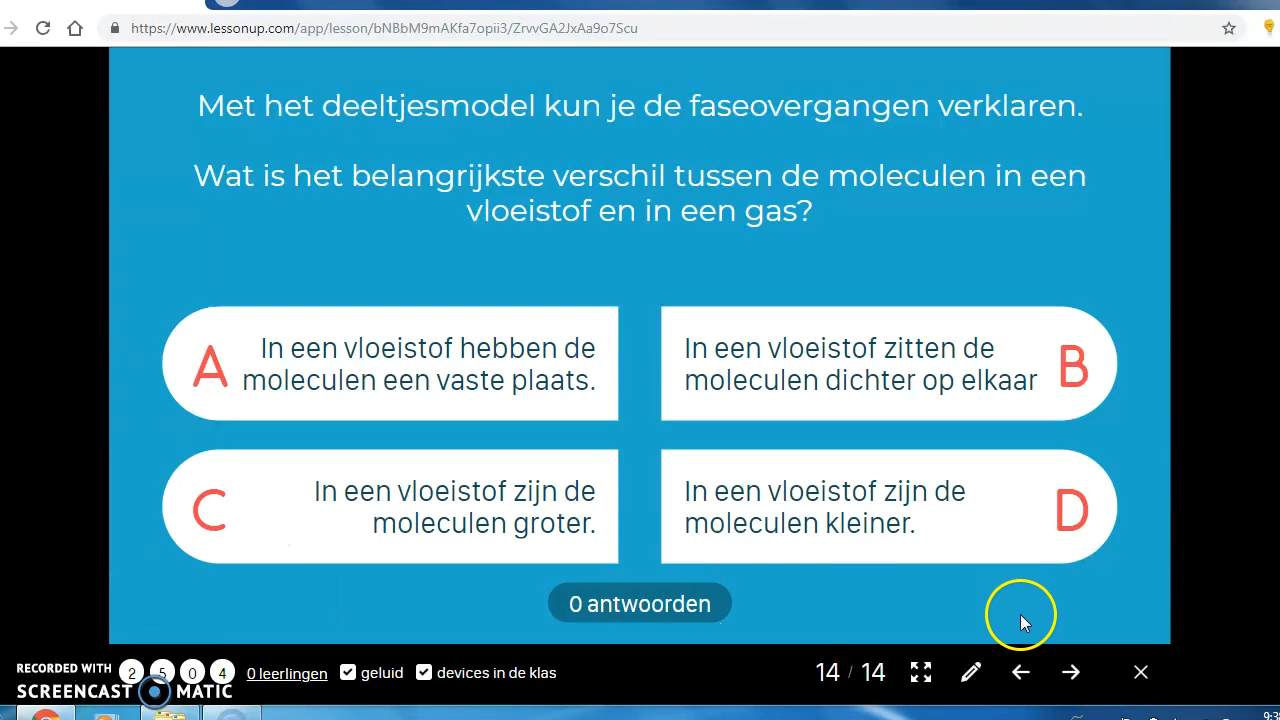 https://www.lessonup.com/app/lesson/bNBbM9mAKfa7opii3/ZrvvGA2JxAa9o7Scu
Met het deeltjesmodel kun je de faseovergangen verklaren.
Wat is het belangrijkste verschil tussen de moleculen in een
vloeistof en in een gas?
A
In een vloeistof hebben de
moleculen een vaste plaats.
In een vloeistof zitten de
moleculen dichter op elkaar
B
C
In een vloeistof zijn de
moleculen groter.
In een vloeistof zijn de
moleculen kleiner.
D
0 antwoorden
RECORDED WITH
SCREENCAST MATIC
2 5 0 4
0 leerlingen
geluid
devices in de klas
14 / 14